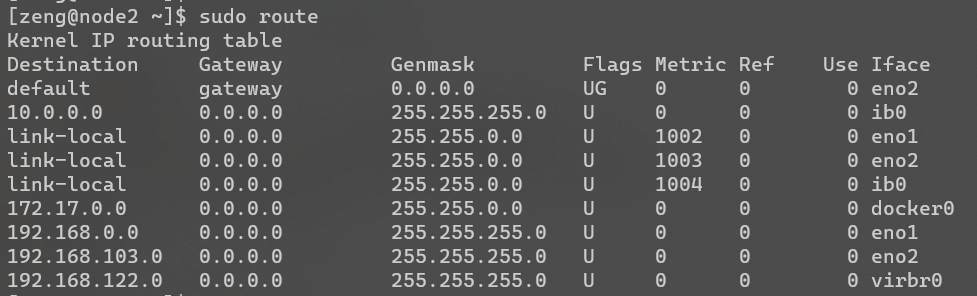 [zeng@node2 ~]$ sudo route
Kernel IP routing table
Destination     Gateway         Genmask         Flags Metric Ref    Use Iface
default         gateway         0.0.0.0         UG    0      0        0 eno2
10.0.0.0        0.0.0.0         255.255.255.0   U     0      0        0 ib0
link-local      0.0.0.0         255.255.0.0     U     1002   0        0 eno1
link-local      0.0.0.0         255.255.0.0     U     1003   0        0 eno2
link-local      0.0.0.0         255.255.0.0     U     1004   0        0 ib0
172.17.0.0      0.0.0.0         255.255.0.0     U     0      0        0 docker0
192.168.0.0     0.0.0.0         255.255.255.0   U     0      0        0 eno1
192.168.103.0   0.0.0.0         255.255.255.0   U     0      0        0 eno2
192.168.122.0   0.0.0.0         255.255.255.0   U     0      0        0 virbr0